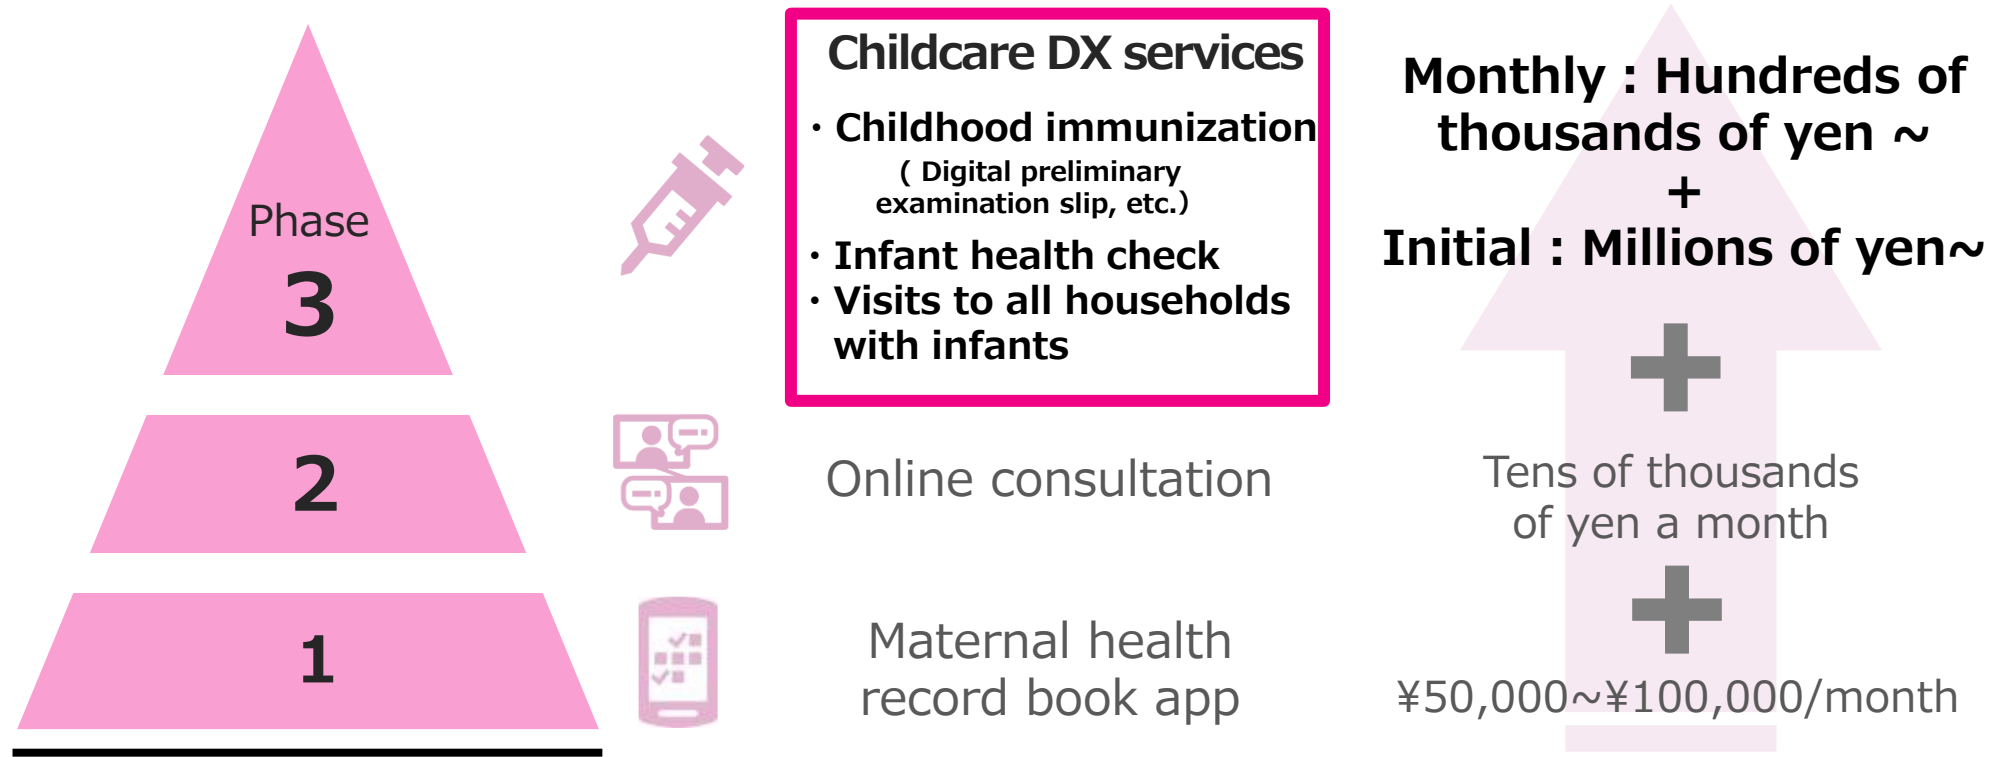 Phase
3
Childcare DX services
・Childhood immunization
( Digital preliminary
examination slip, etc.）
・Infant health check
・Visits to all households
with infants
Monthly：Hundreds of
thousands of yen ~
+
Initial：Millions of yen~
2
Online consultation
Tens of thousands
of yen a month
1
Maternal health
record book app
¥50,000~¥100,000/month